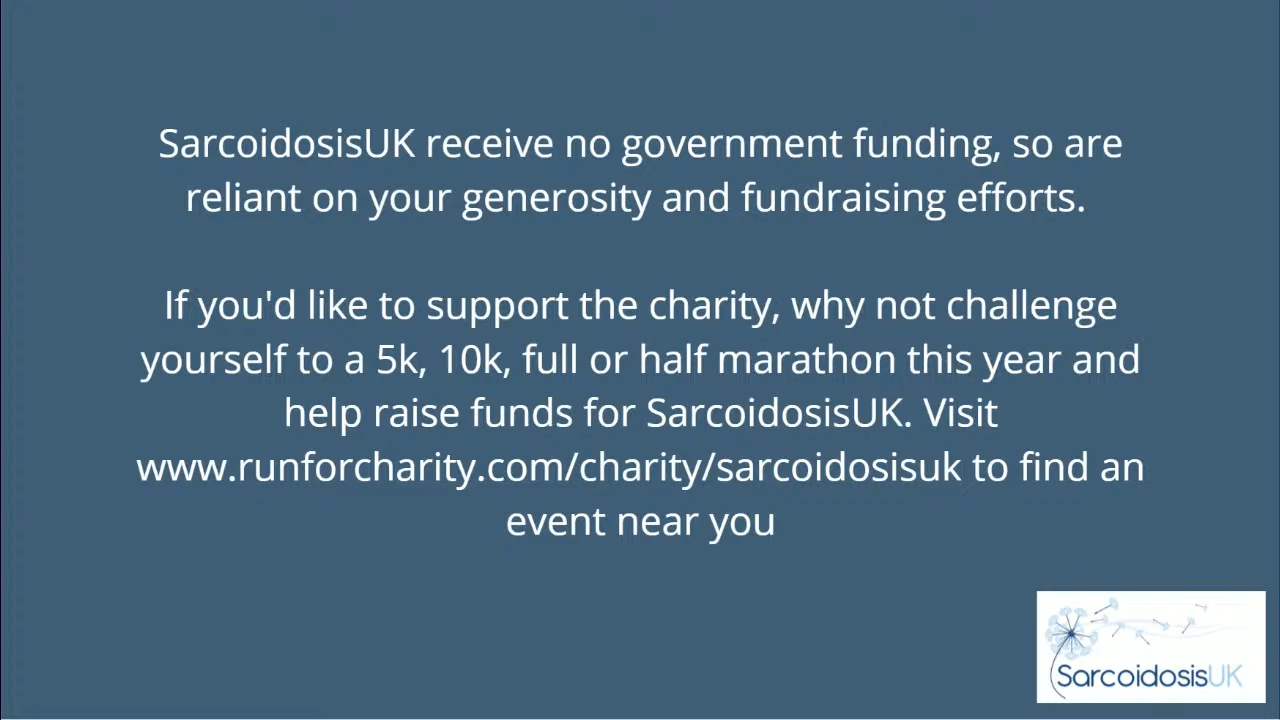 SarcoidosisUK receive no government funding, so are
reliant on your generosity and fundraising efforts.
If you'd like to support the charity, why not challenge
yourself to a 5k, 10k, full or half marathon this year and
help raise funds for SarcoidosisUK. Visit
www.runforcharity.com/charity/sarcoidosisuk to find an
event near you
SarcoidosisUK